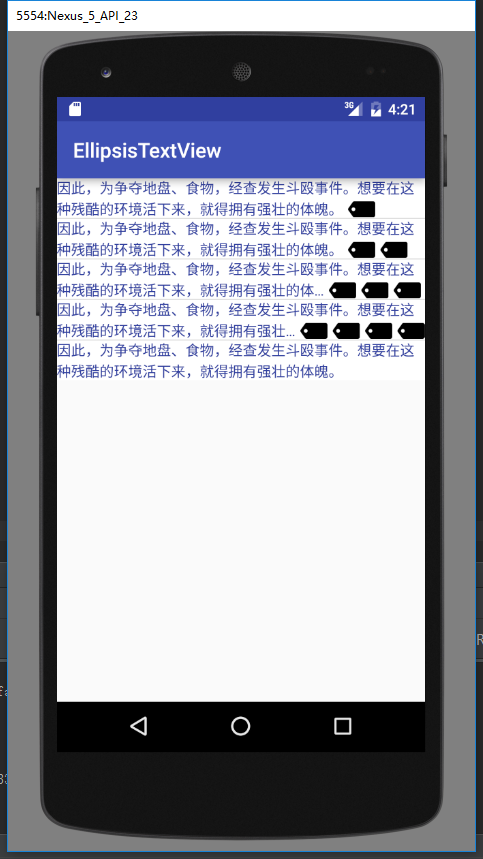 5554:Nexus_5_API_23
3G 4:21
EllipsisTextView
因此，为争夺地盘、食物，经查发生斗殴事件。想要在这
种残酷的环境活下来，就得拥有强壮的体魄。
因此，为争夺地盘、食物，经查发生斗殴事件。想要在这
种残酷的环境活下来，就得拥有强壮的体魄。
因此，为争夺地盘、食物，经查发生斗殴事件。想要在这
种残酷的环境活下来，就得拥有强壮的体...
因此，为争夺地盘、食物，经查发生斗殴事件。想要在这
种残酷的环境活下来，就得拥有强壮...
因此，为争夺地盘、食物，经查发生斗殴事件。想要在这
种残酷的环境活下来，就得拥有强壮的体魄。